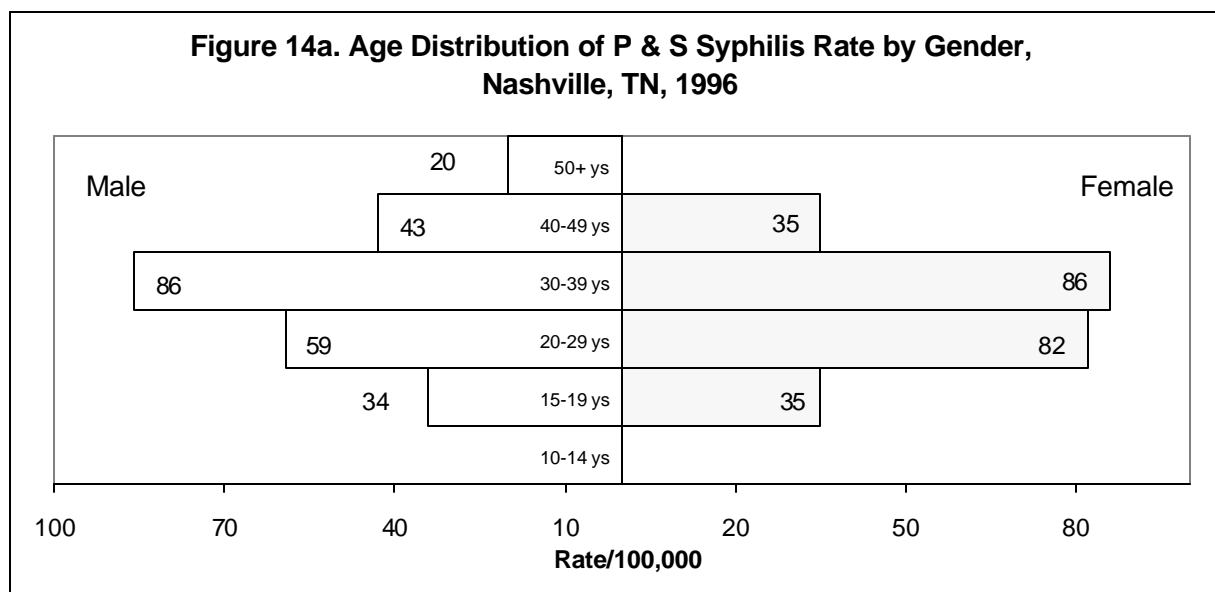 Figure 14a. Age Distribution of P & S Syphilis Rate by Gender,
Nashville, TN, 1996
Male
Female
20 50+ ys
43 40-49 ys 35
86 30-39 ys 86
59 20-29 ys 82
34 15-19 ys 35
10-14 ys
100 70 40 10 20 50 80
Rate/100,000